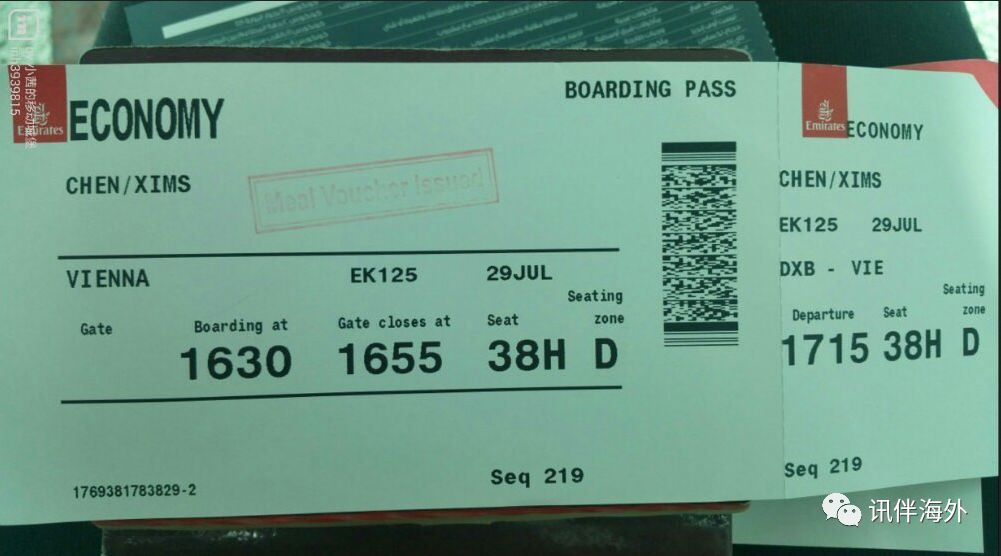 Emirates
ECONOMY
BOARDING PASS
CHEN/XIMS
Meal Voucher Issued
VIENNA EK125 29JUL
Gate Boarding at Gate closes at Seat Seating zone
1630 1655 38H D
Seq 219
1769381783829-2
Emirates
ECONOMY
CHEN/XIMS
EK125 29JUL
DXB - VIE
Departure Seat Seating zone
1715 38H D
Seq 219
讯伴海外